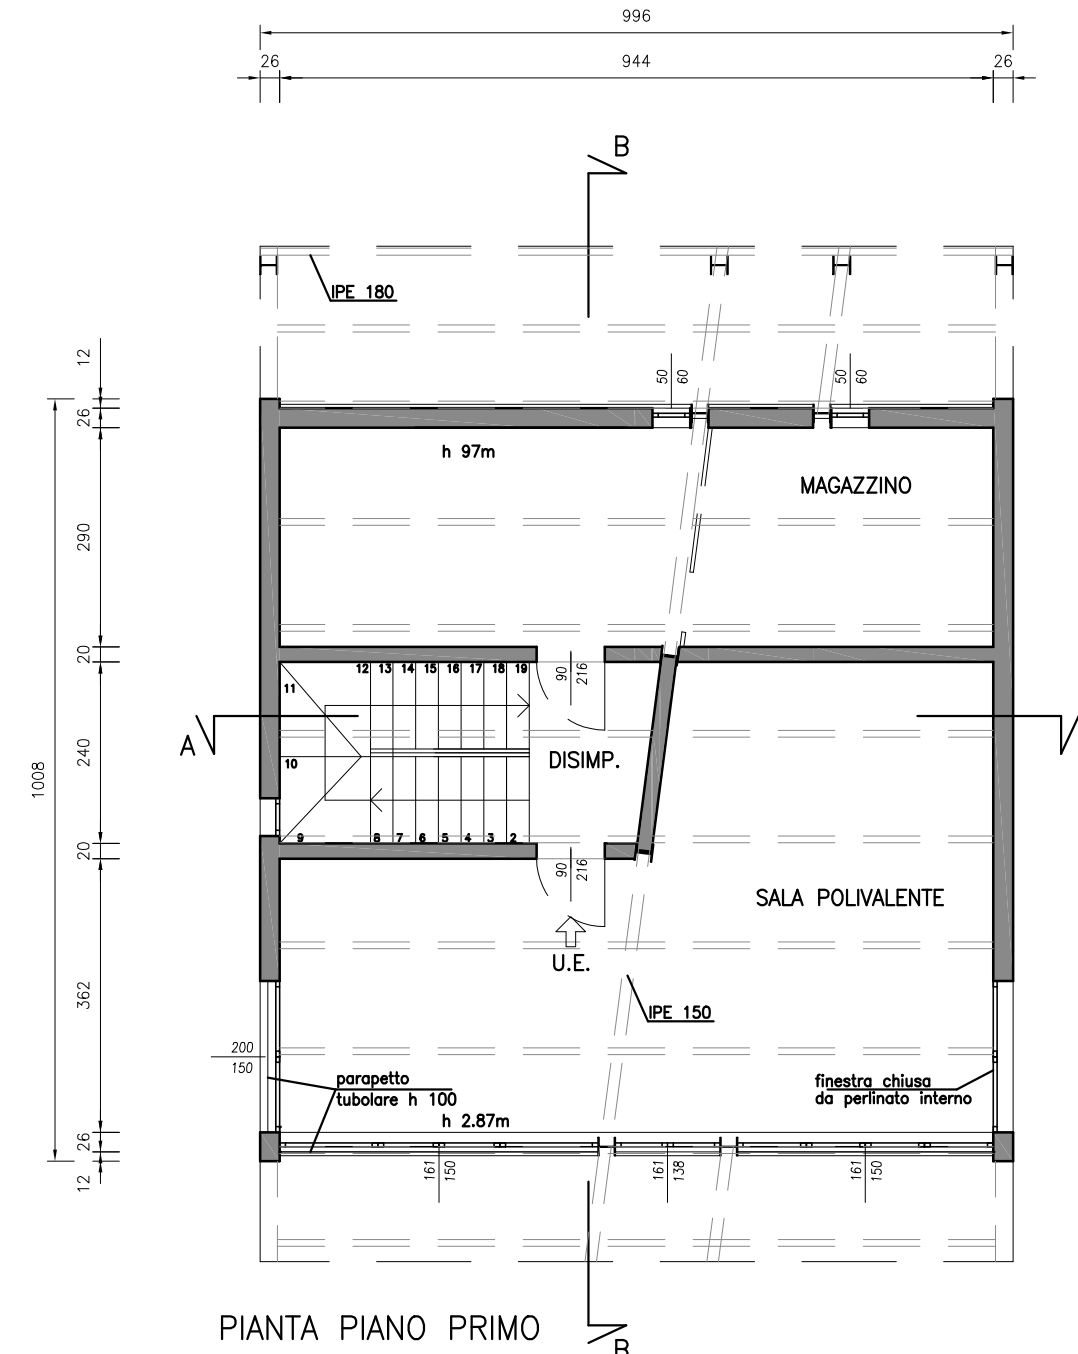 996
26 944 26
B
IPE 180
12
26
290
20
240
20
362
26
12
1008
50
60
50
60
h 97m
MAGAZZINO
12 13 14 15 16 17 18 19
11
10
9 8 7 6 5 4 3 2
90
216
A
DISIMP.
90
216
SALA POLIVALENTE
U.E.
IPE 150
200
150
parapetto
tubolare h 100
finestra chiusa
da perlinato interno
h 2.87m
161
150
161
138
161
150
PIANTA PIANO PRIMO
B